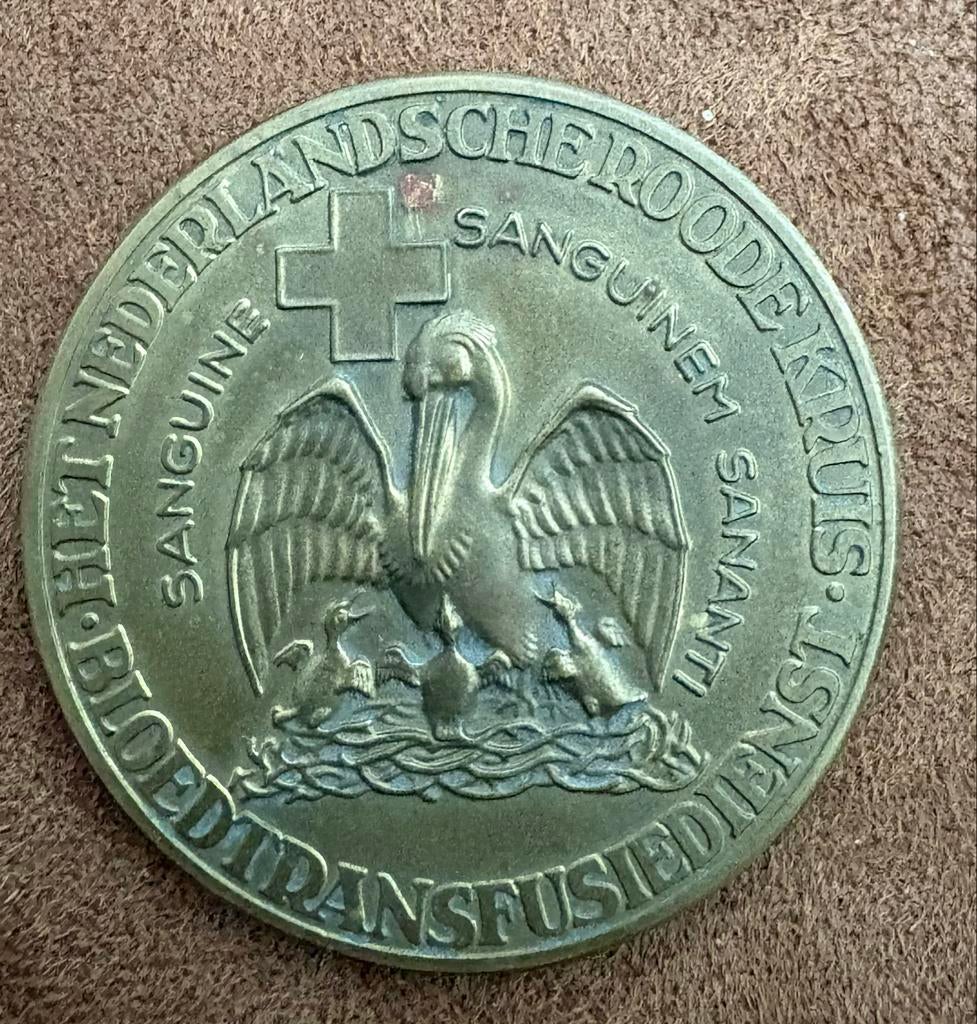 · HET NEDERLANDSCHE ROODE KRUIS ·
BLOEDTRANSFUSIEDIENST
SANGUINE SANGUINEM SANANTI